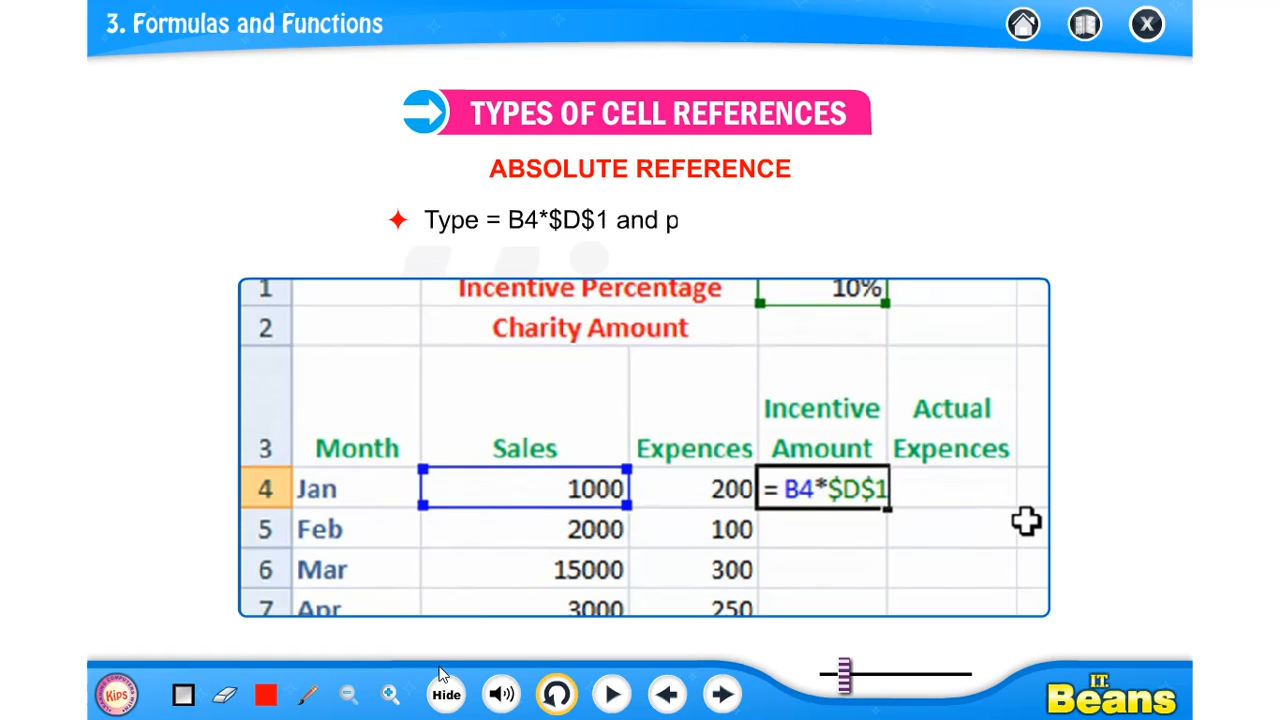 3. Formulas and Functions
X
TYPES OF CELL REFERENCES
ABSOLUTE REFERENCE
Type = B4*$D$1 and p
1 Incentive Percentage 10%
2 Charity Amount
Incentive Actual
3 Month Sales Expences Amount Expences
4 Jan 1000 200 = B4*$D$1
5 Feb 2000 100
6 Mar 15000 300
7 Apr 3000 250
Kips
Hide
I.T.
Beans